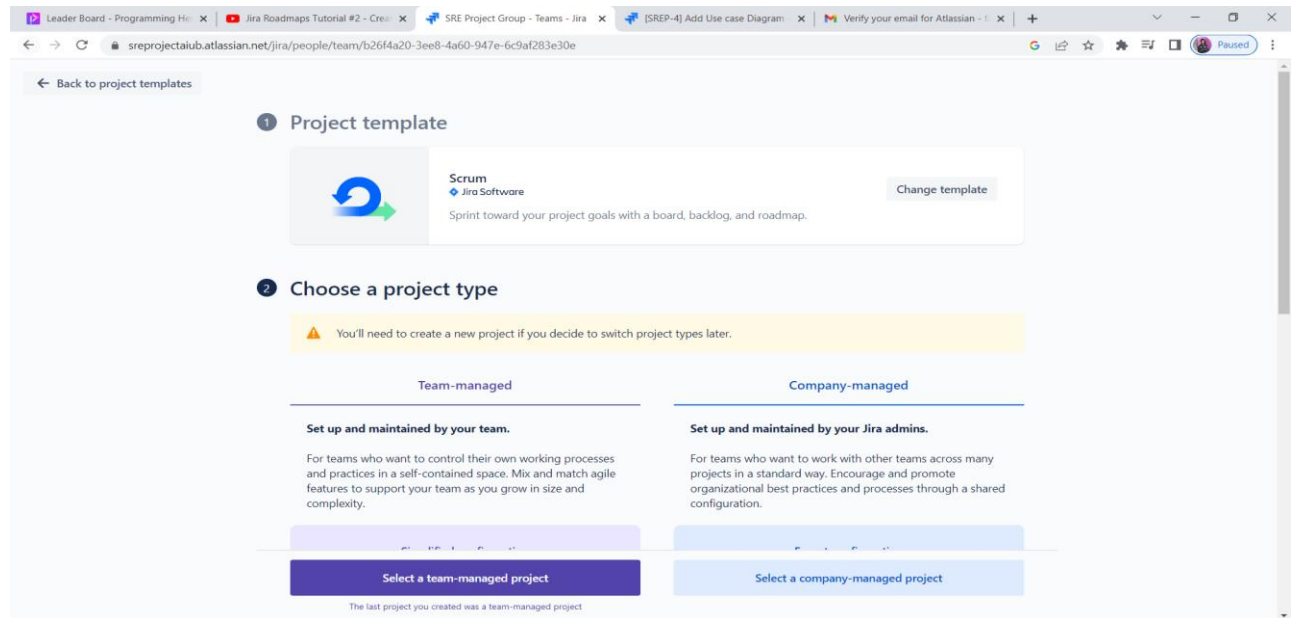 Leader Board - Programming He
Jira Roadmaps Tutorial #2 - Crea
SRE Project Group - Teams - Jira
[SREP-4] Add Use case Diagram
Verify your email for Atlassian -
sreprojectaiub.atlassian.net/jira/people/team/b26f4a20-3ee8-4a60-947e-6c9af283e30e
Paused
Back to project templates
1 Project template
Scrum
Jira Software
Sprint toward your project goals with a board, backlog, and roadmap.
Change template
2 Choose a project type
You'll need to create a new project if you decide to switch project types later.
Team-managed
Set up and maintained by your team.
For teams who want to control their own working processes
and practices in a self-contained space. Mix and match agile
features to support your team as you grow in size and
complexity.
Company-managed
Set up and maintained by your Jira admins.
For teams who want to work with other teams across many
projects in a standard way. Encourage and promote
organizational best practices and processes through a shared
configuration.
Select a team-managed project
Select a company-managed project
The last project you created was a team-managed project